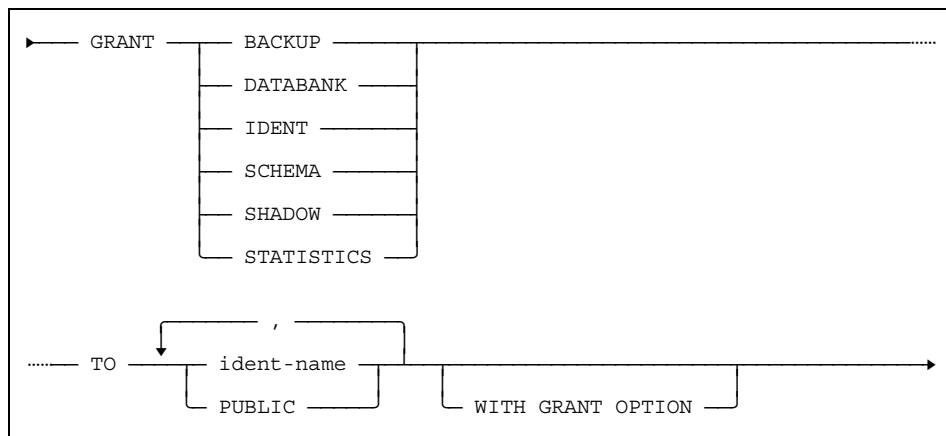 GRANT BACKUP
DATABANK
IDENT
SCHEMA
SHADOW
STATISTICS
,
TO ident-name
PUBLIC WITH GRANT OPTION